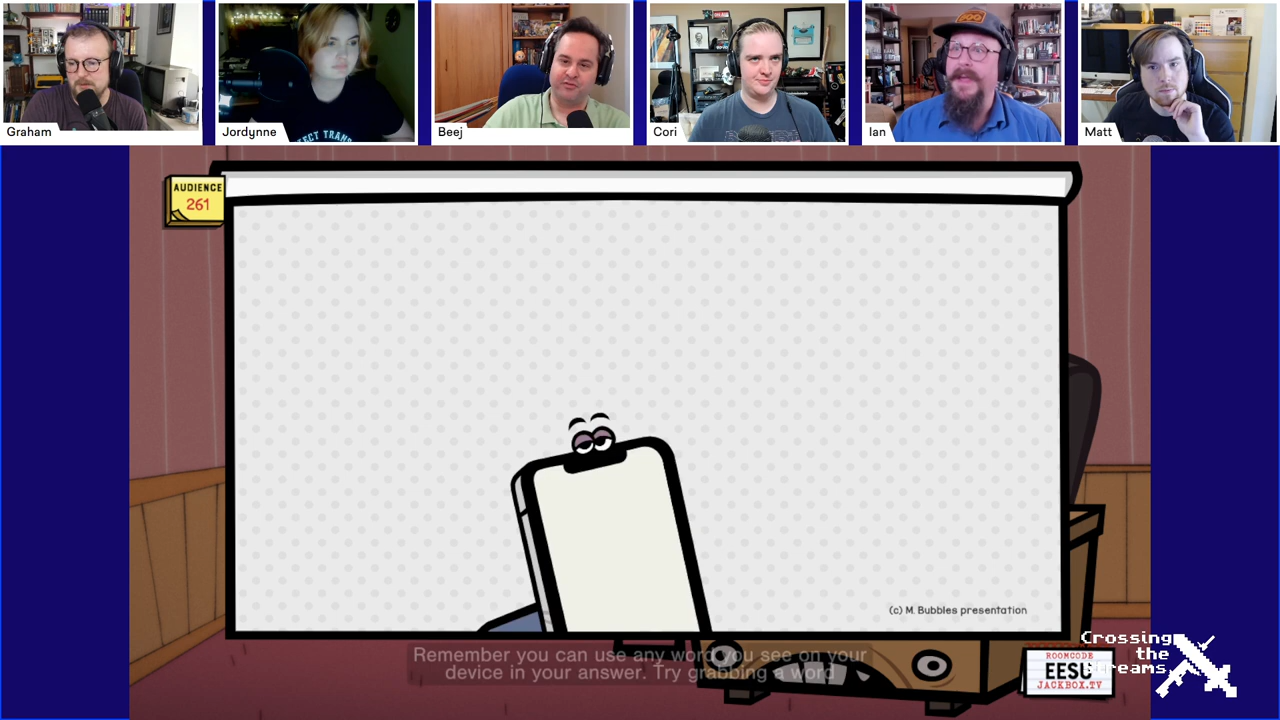 Graham
Jordynne
Beej
Cori
Ian
Matt
AUDIENCE
261
(c) M. Bubbles presentation
Remember you can use any word you see on your
device in your answer. Try grabbing a word
Crossing
the
Streams
ROOMCODE
EESU
JACKBOX.TV